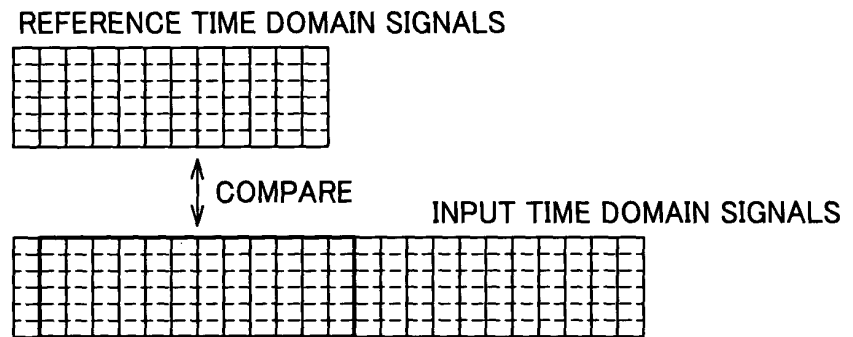 REFERENCE TIME DOMAIN SIGNALS
COMPARE
INPUT TIME DOMAIN SIGNALS